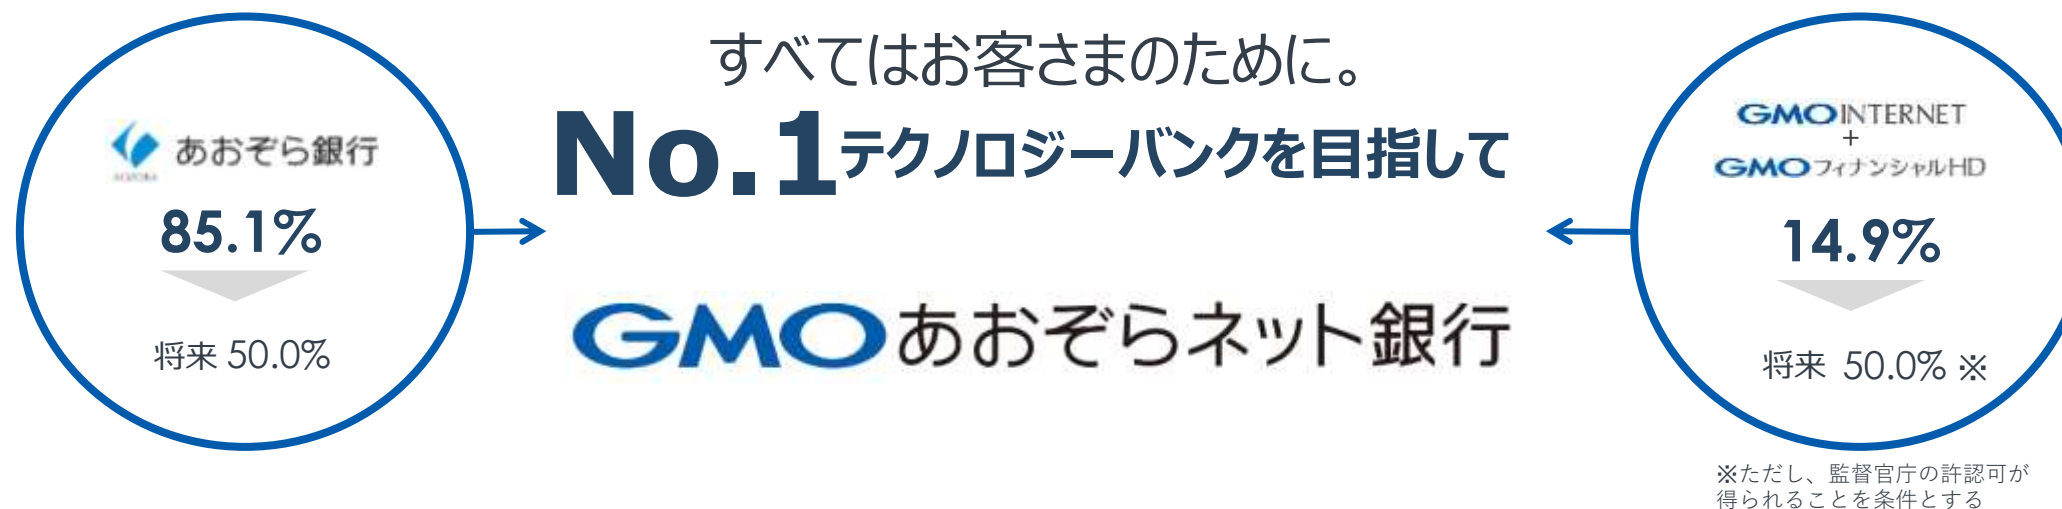 すべてはお客さまのために。
No.1テクノロジーバンクを目指して
あおぞら銀行
85.1%
将来 50.0%
GMOあおぞらネット銀行
GMO INTERNET
+
GMO フィナンシャルHD
14.9%
将来 50.0% ※
※ただし、監督官庁の許認可が
得られることを条件とする